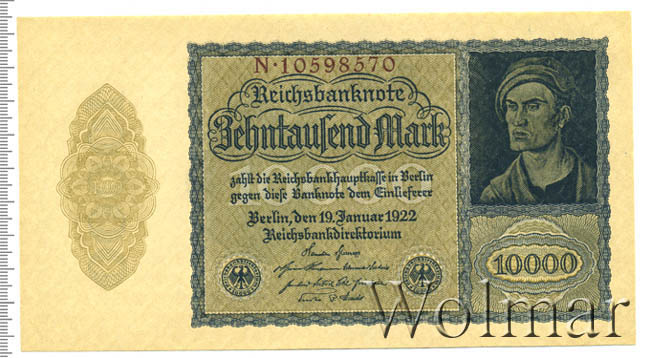 N·10598570
Reichsbanknote
Zehntausend Mark
zahlt die Reichsbankhauptkasse in Berlin
gegen diese Banknote dem Einlieferer
Berlin, den 19. Januar 1922
Reichsbankdirektorium
10000
Wolmar